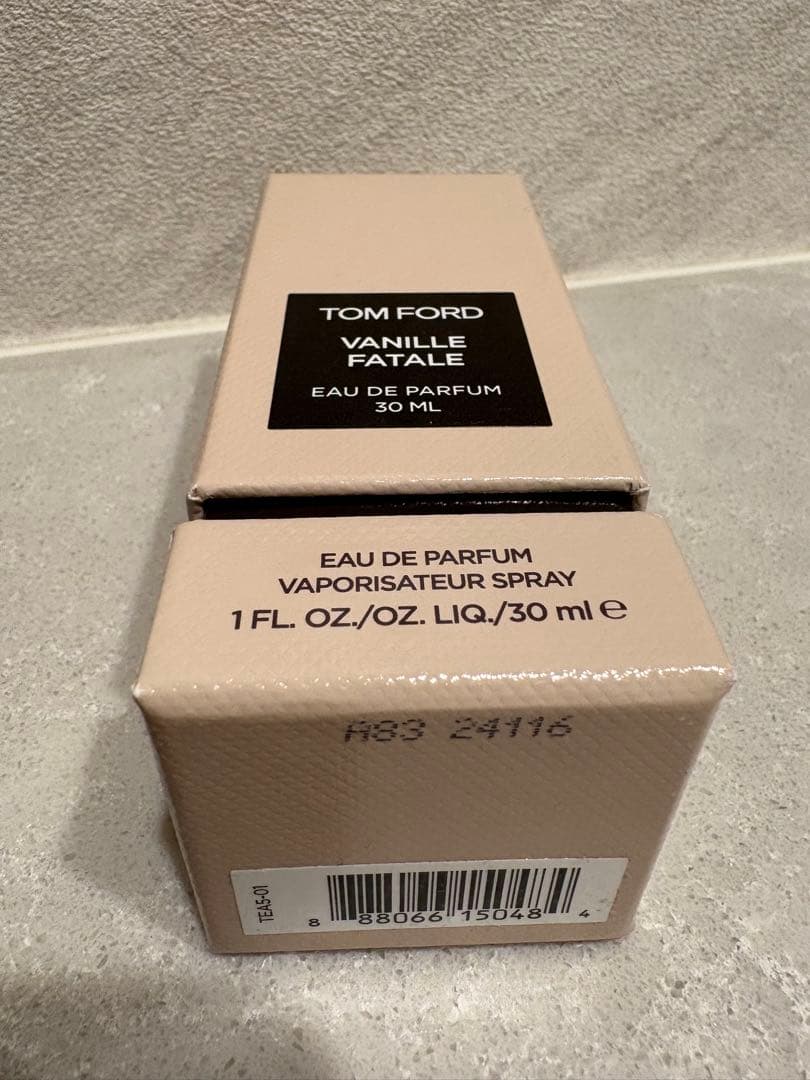 TOM FORD
VANILLE
FATALE
EAU DE PARFUM
30 ML
EAU DE PARFUM
VAPORISATEUR SPRAY
1 FL. OZ./OZ. LIQ./30 ml ℮
A83 24116
TEA5-01
8 88066 15048 4